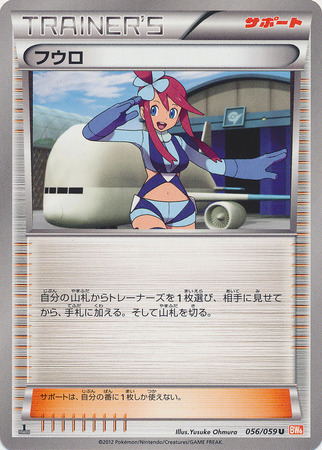 TRAINER'S サポート
フウロ
自分の山札からトレーナーズを1枚選び、相手に見せて
から、手札に加える。そして山札を切る。
サポートは、自分の番に1枚しか使えない。
Illus.Yusuke Ohmura 056/059 U
©2012 Pokémon/Nintendo/Creatures/GAME FREAK.